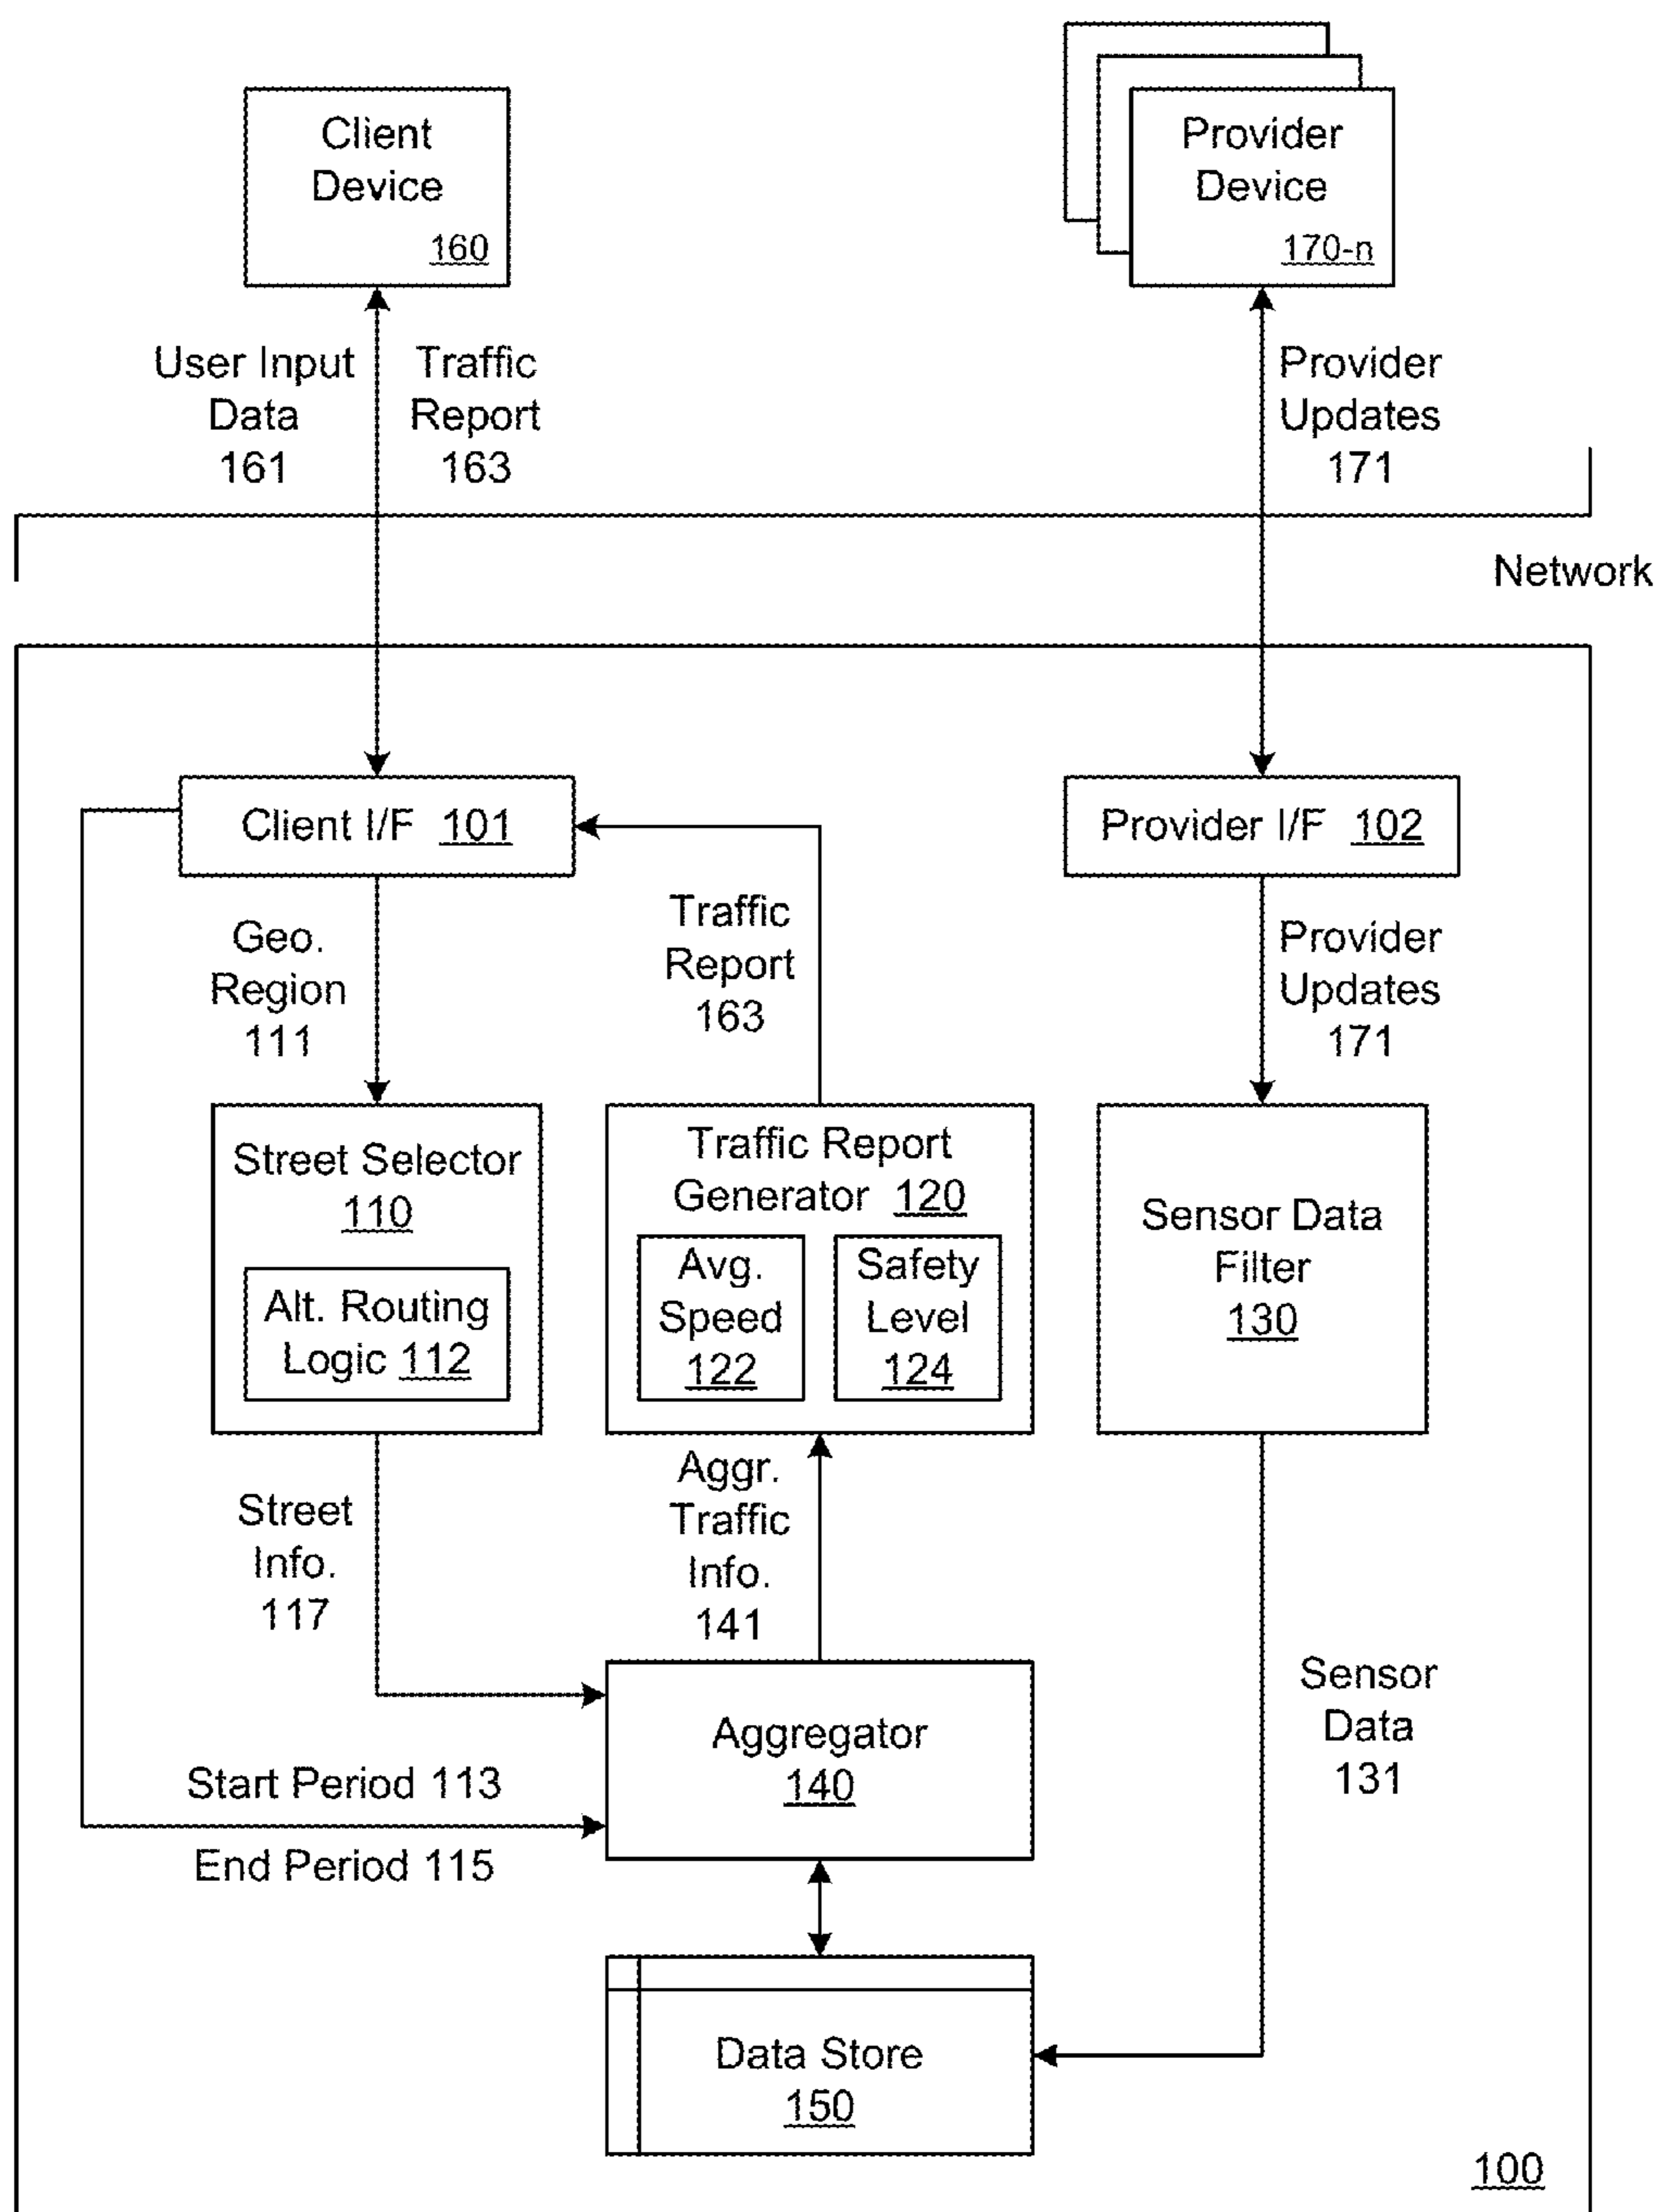 Client
Device
160
Provider
Device
170-n
User Input
Data
161
Traffic
Report
163
Provider
Updates
171
Network
Client I/F 101
Provider I/F 102
Geo.
Region
111
Traffic
Report
163
Provider
Updates
171
Street Selector
110
Alt. Routing
Logic 112
Traffic Report
Generator 120
Avg.
Speed
122
Safety
Level
124
Sensor Data
Filter
130
Street
Info.
117
Aggr.
Traffic
Info.
141
Sensor
Data
131
Start Period 113
End Period 115
Aggregator
140
Data Store
150
100